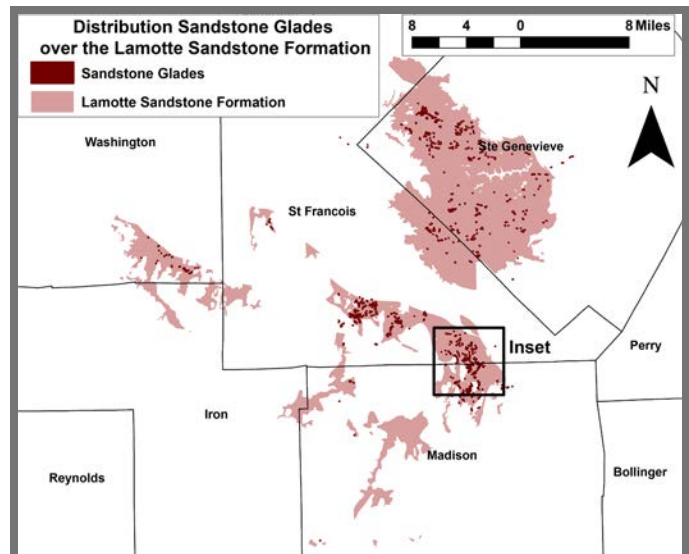 Distribution Sandstone Glades
over the Lamotte Sandstone Formation
Sandstone Glades
Lamotte Sandstone Formation
8 4 0 8 Miles
N
Washington
Ste Genevieve
St Francois
Inset
Perry
Iron
Madison
Reynolds
Bollinger